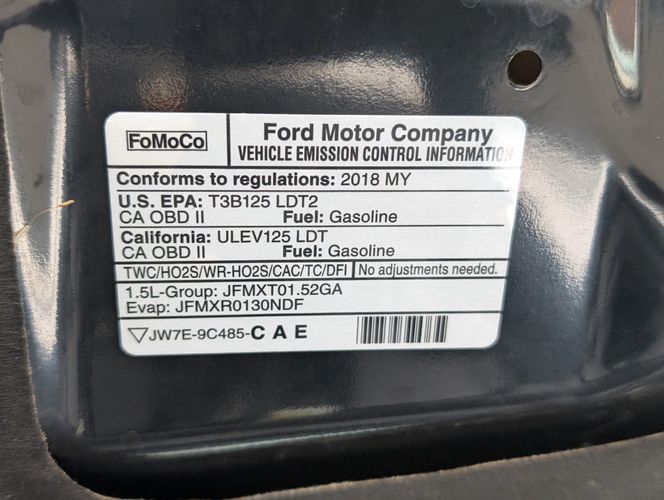 FoMoCo
Ford Motor Company
VEHICLE EMISSION CONTROL INFORMATION
Conforms to regulations: 2018 MY
U.S. EPA: T3B125 LDT2
CA OBD II Fuel: Gasoline
California: ULEV125 LDT
CA OBD II Fuel: Gasoline
TWC/HO2S/WR-HO2S/CAC/TC/DFI No adjustments needed.
1.5L-Group: JFMXT01.52GA
Evap: JFMXR0130NDF
JW7E-9C485-C A E